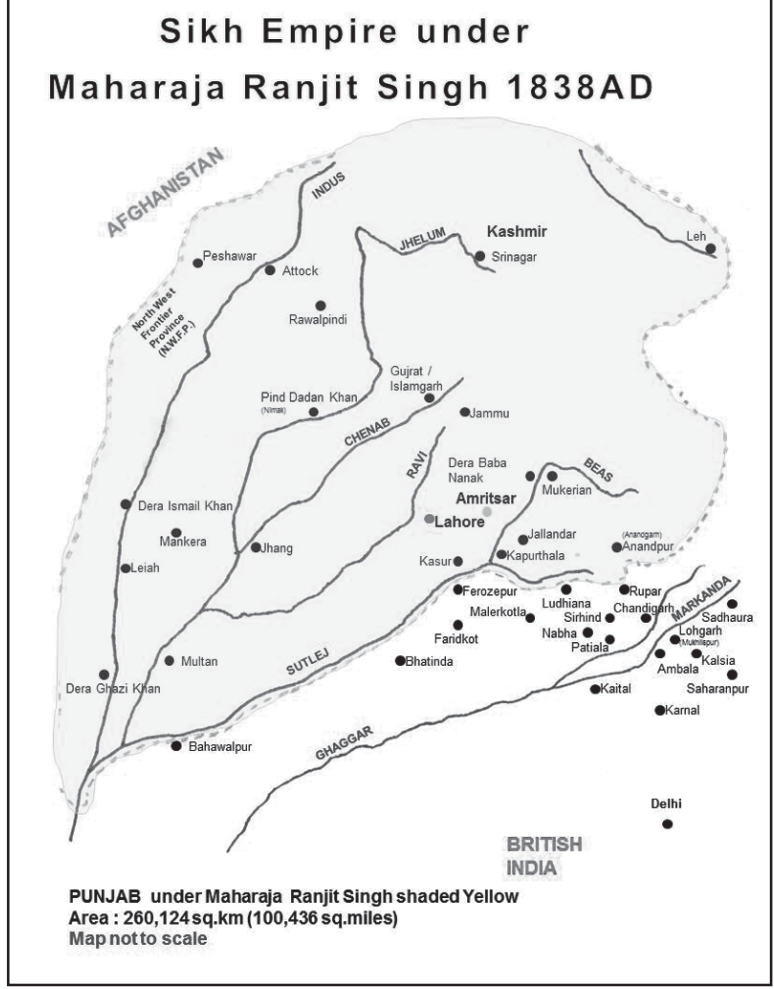 Sikh Empire under
Maharaja Ranjit Singh 1838AD
AFGHANISTAN
INDUS
Kashmir
JHELUM
Srinagar
Leh
Peshawar
Attock
North West
Frontier
Province
(N.W.F.P.)
Rawalpindi
Gujrat /
Islamgarh
Pind Dadan Khan
(Nimak)
Jammu
CHENAB
RAVI
Dera Baba
Nanak
BEAS
Mukerian
Amritsar
Lahore
Dera Ismail Khan
Mankera
Jhang
Jallandar
(Anandgarh)
Anandpur
Kapurthala
Kasur
Leiah
Ferozepur
Ludhiana
Rupar
MARKANDA
Malerkotla
Sirhind
Chandigarh
Sadhaura
Faridkot
Nabha
Patiala
Lohgarh
(Mukhlispur)
Bhatinda
Ambala
Kalsia
Multan
SUTLEJ
Dera Ghazi Khan
Kaital
Saharanpur
Karnal
Bahawalpur
GHAGGAR
Delhi
BRITISH
INDIA
PUNJAB under Maharaja Ranjit Singh shaded Yellow
Area : 260,124 sq.km (100,436 sq.miles)
Map not to scale